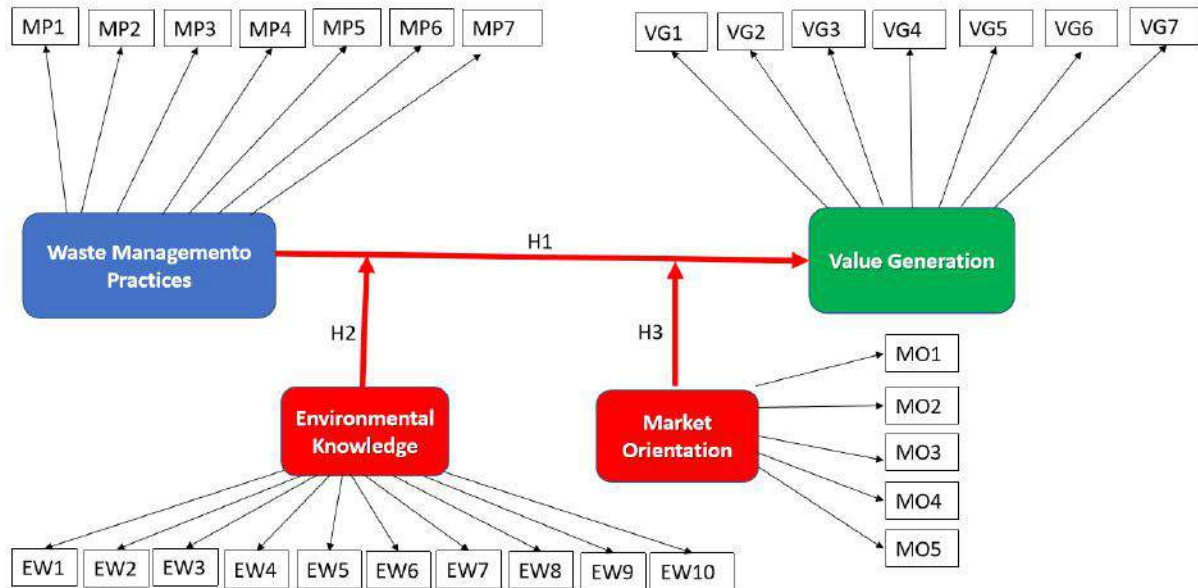 MP1
MP2
MP3
MP4
MP5
MP6
MP7
VG1
VG2
VG3
VG4
VG5
VG6
VG7
Waste Managemento
Practices
H1
Value Generation
H2
H3
Environmental
Knowledge
Market
Orientation
MO1
MO2
MO3
MO4
MO5
EW1
EW2
EW3
EW4
EW5
EW6
EW7
EW8
EW9
EW10